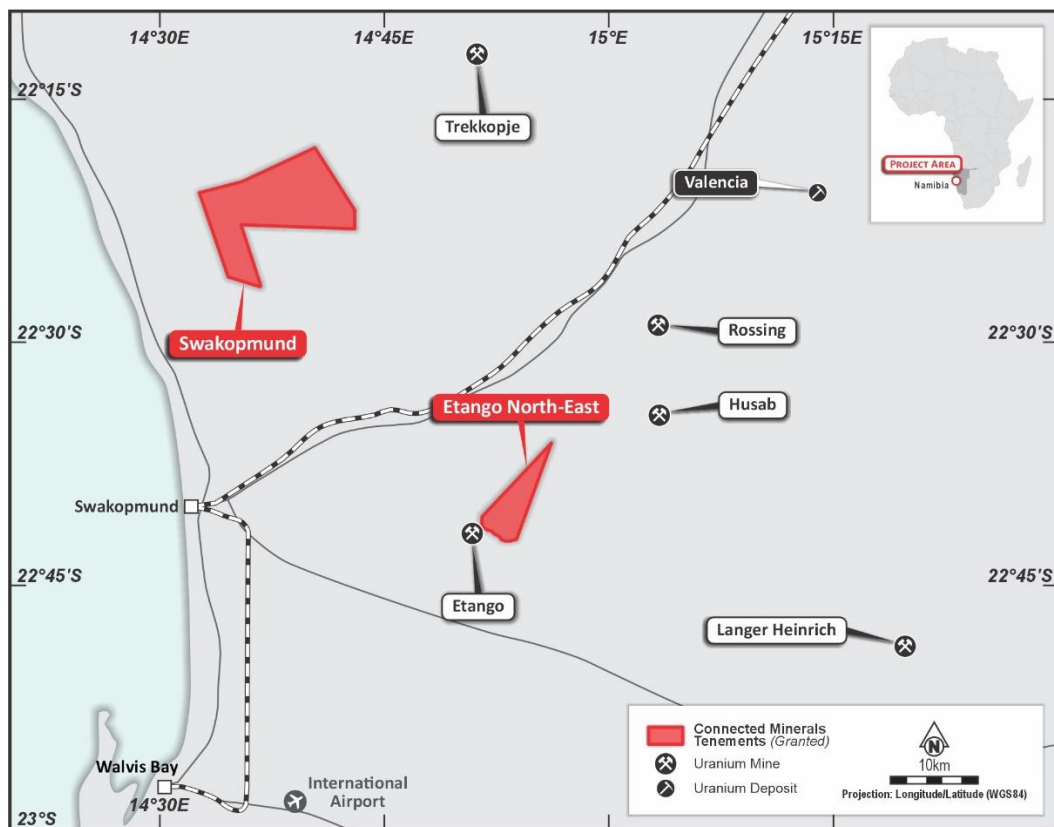 14°30E
14°45E
15°E
15°15E
22°15'S
22°15'S
Trekkopje
Valencia
PROJECT AREA
Namibia
22°30'S
Swakopmund
Rossing
22°30'S
Etango North-East
Husab
Swakopmund
22°45'S
Etango
22°45'S
Langer Heinrich
Walvis Bay
14°30E
International
Airport
23°S
Connected Minerals
Tenements (Granted)
Uranium Mine
Uranium Deposit
N
10km
Projection: Longitude/Latitude (WGS84)